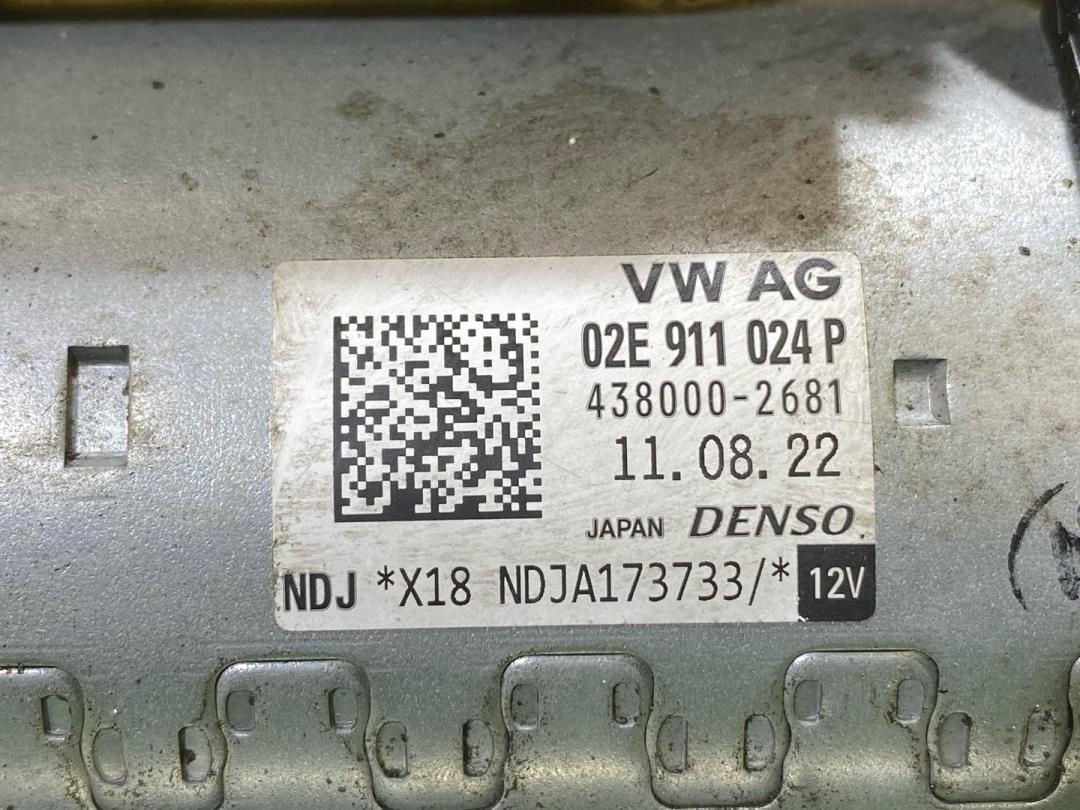 VW AG
02E 911 024 P
438000-2681
11.08.22
JAPAN DENSO
NDJ *X18 NDJA173733/* 12V